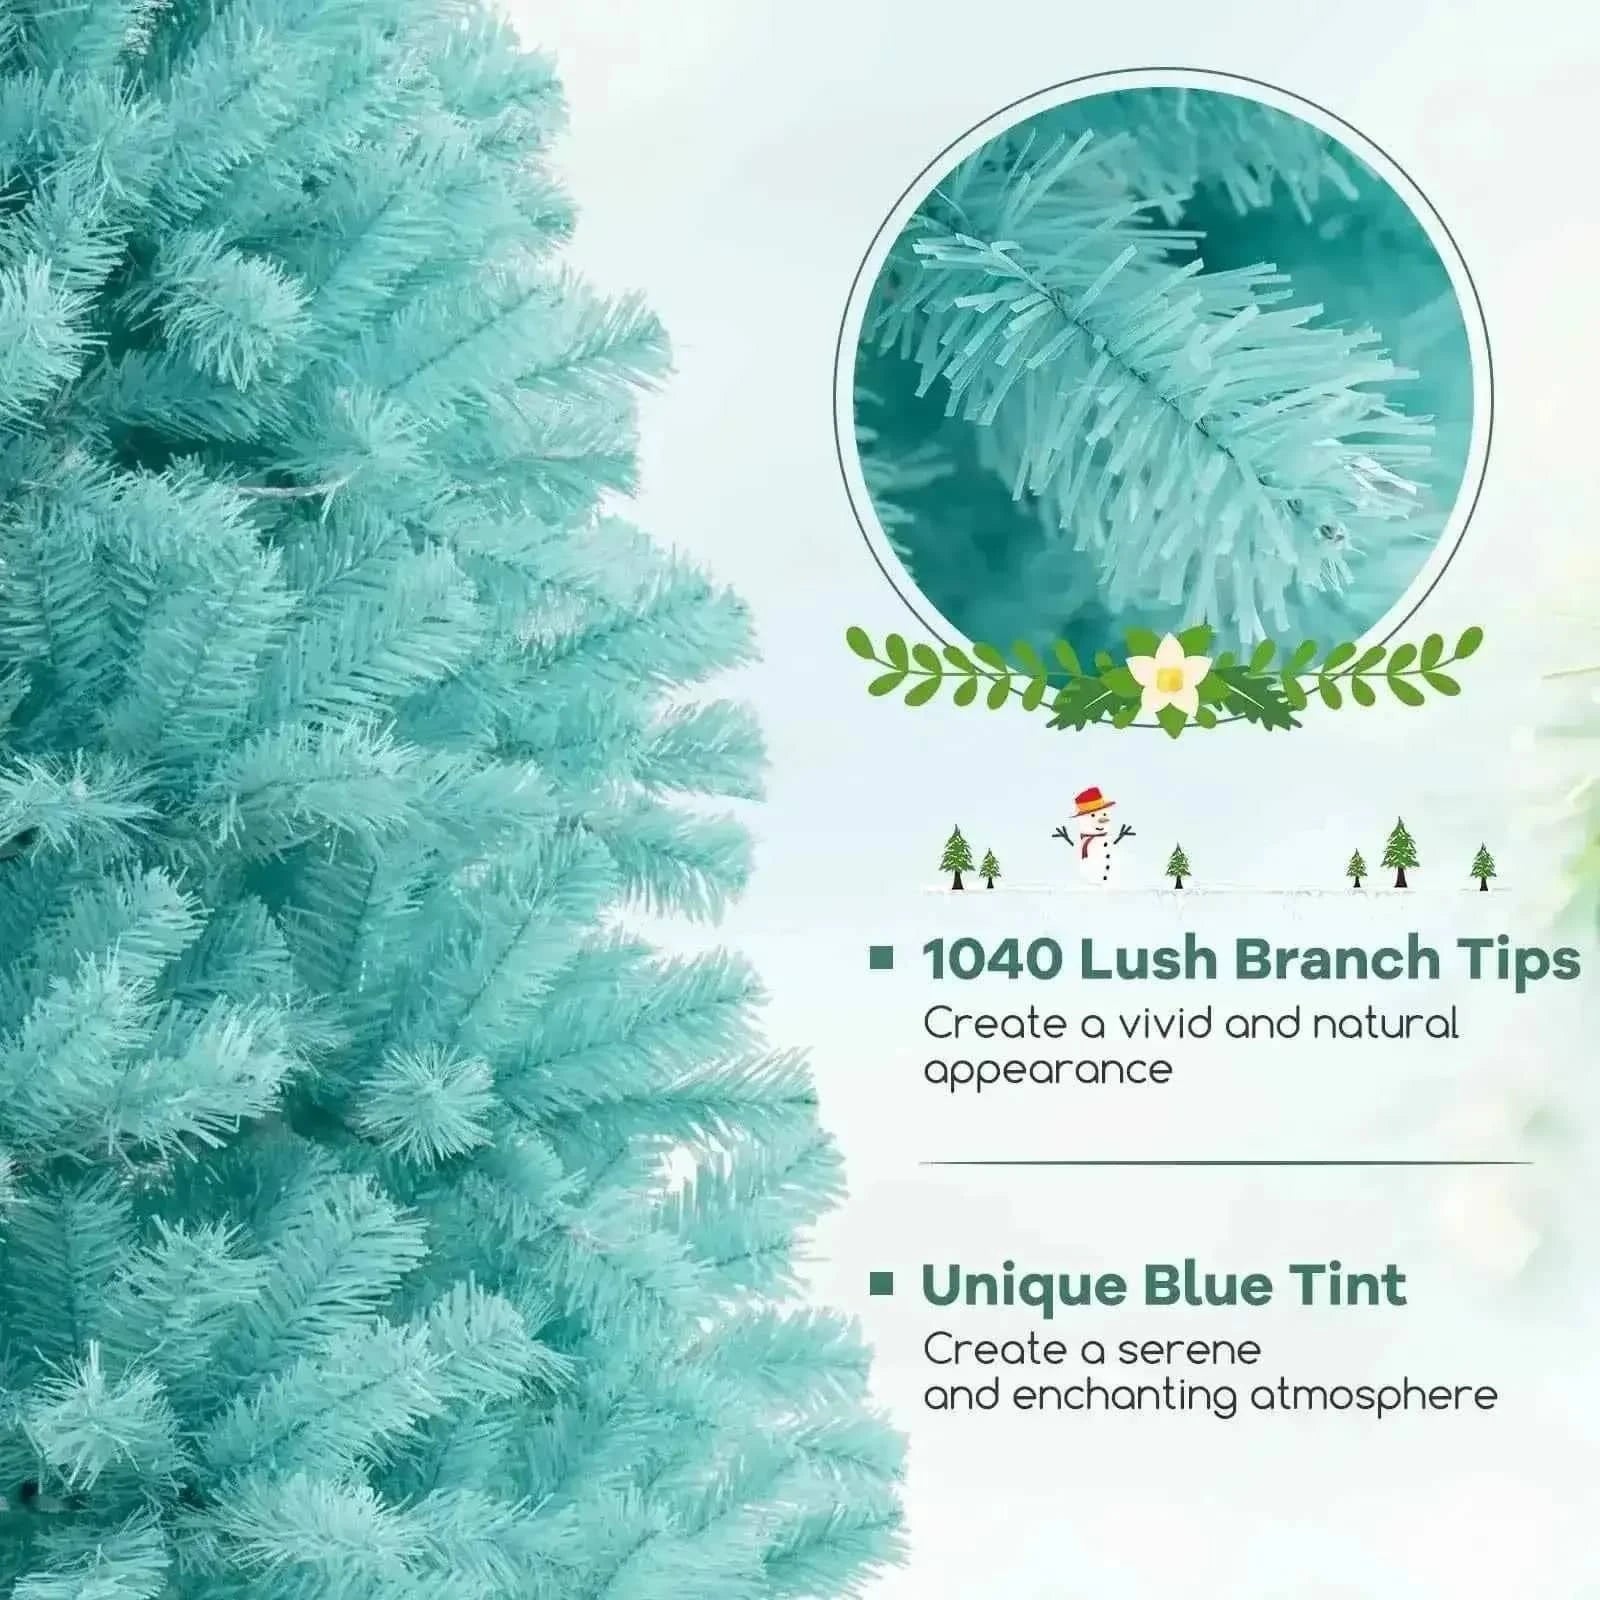 1040 Lush Branch Tips
Create a vivid and natural
appearance
Unique Blue Tint
Create a serene
and enchanting atmosphere